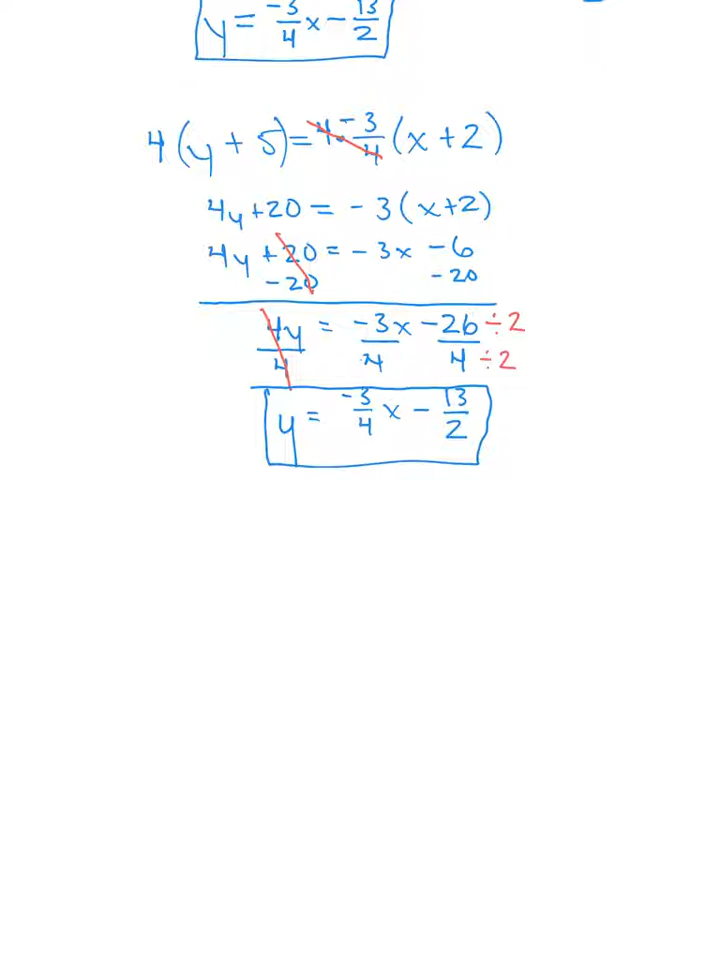 y = -3/4 x - 13/2
4(y + 5) = 4 · -3/4 (x + 2)
4y + 20 = -3(x+2)
4y + 20 = -3x - 6
-20 -20
4y/4 = -3x/4 - 26/4 ÷2 ÷2
y = -3/4 x - 13/2